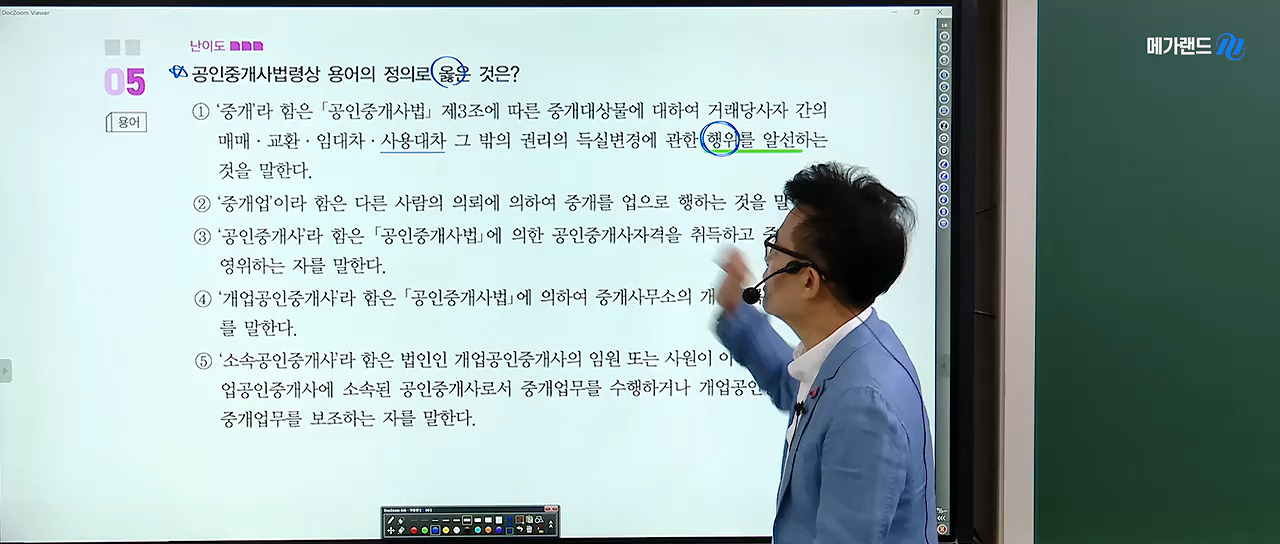 DocZoom Viewer
메가랜드
난이도
05
공인중개사법령상 용어의 정의로 옳은 것은?
용어
① '중개'라 함은 「공인중개사법」 제3조에 따른 중개대상물에 대하여 거래당사자 간의
매매·교환·임대차·사용대차 그 밖의 권리의 득실변경에 관한 행위를 알선하는
것을 말한다.
② '중개업'이라 함은 다른 사람의 의뢰에 의하여 중개를 업으로 행하는 것을
③ '공인중개사'라 함은 「공인중개사법」에 의한 공인중개사자격을 취득하고
영위하는 자를 말한다.
④ '개업공인중개사'라 함은 「공인중개사법」에 의하여 중개사무소의
를 말한다.
⑤ '소속공인중개사'라 함은 법인인 개업공인중개사의 임원 또는 사원이
업공인중개사에 소속된 공인중개사로서 중개업무를 수행하거나
중개업무를 보조하는 자를 말한다.